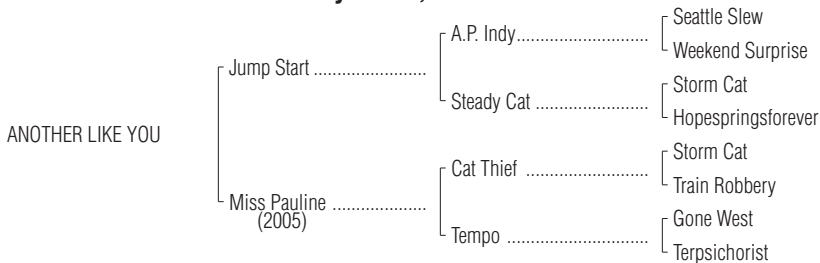 Seattle Slew
A.P. Indy
Weekend Surprise
Jump Start
Storm Cat
Steady Cat
Hopespringsforever
ANOTHER LIKE YOU
Storm Cat
Cat Thief
Train Robbery
Miss Pauline
(2005)
Gone West
Tempo
Terpsichorist